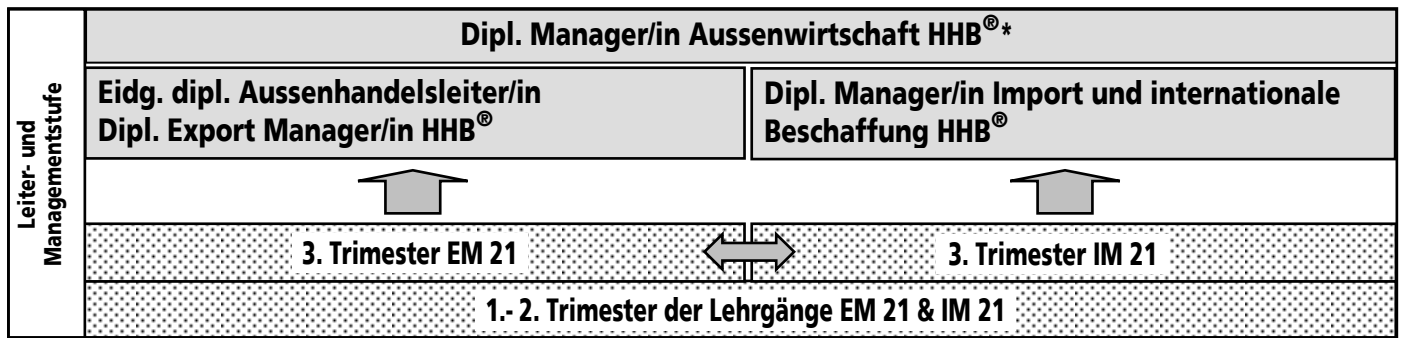 Leiter- und
Managementstufe
Dipl. Manager/in Aussenwirtschaft HHB®*
Eidg. dipl. Aussenhandelsleiter/in
Dipl. Export Manager/in HHB®
Dipl. Manager/in Import und internationale
Beschaffung HHB®
3. Trimester EM 21
3. Trimester IM 21
1.- 2. Trimester der Lehrgänge EM 21 & IM 21